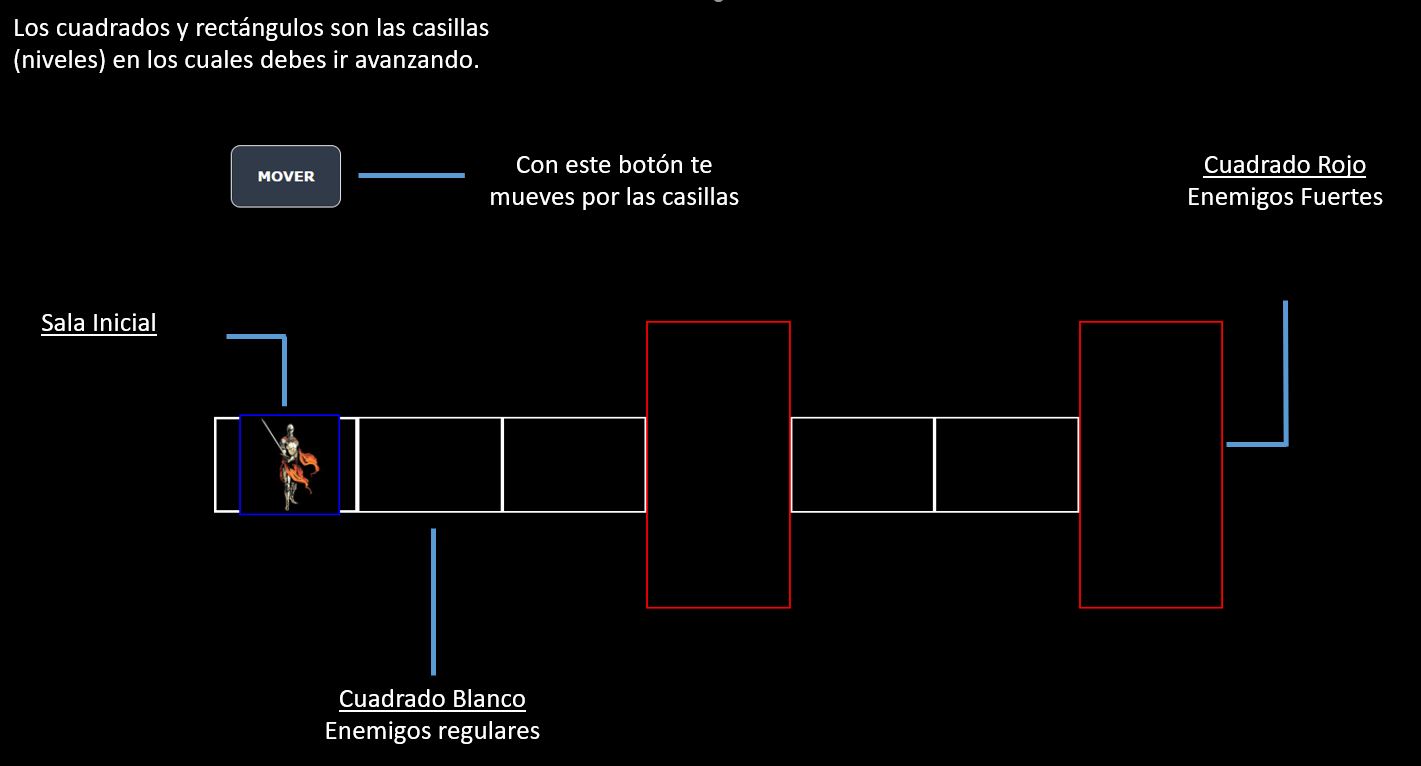 Los cuadrados y rectángulos son las casillas
(niveles) en los cuales debes ir avanzando.
MOVER
Con este botón te
mueves por las casillas
Cuadrado Rojo
Enemigos Fuertes
Sala Inicial
Cuadrado Blanco
Enemigos regulares